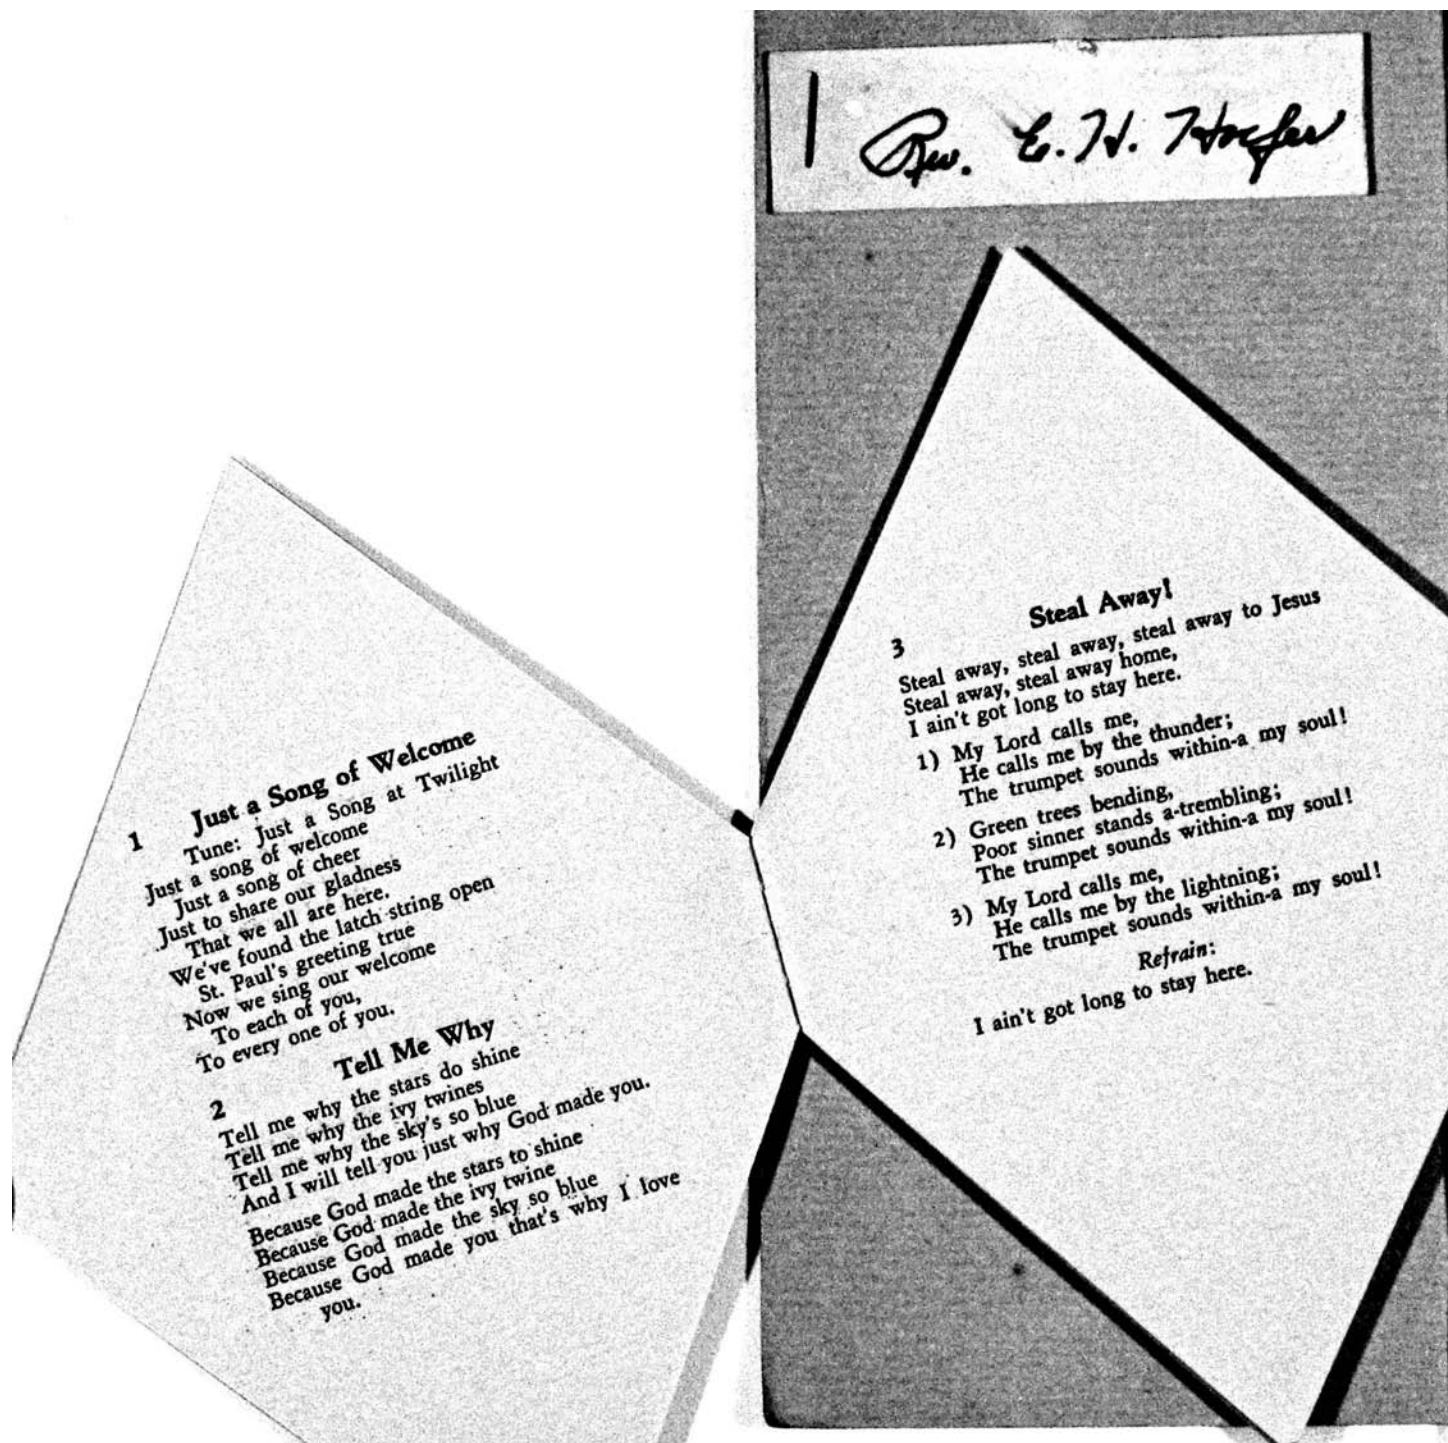 Rev. E. H. Hoefer
Just a Song of Welcome
1
Tune: Just a Song at Twilight
Just a song of welcome
Just a song of cheer
Just to share our gladness
That we all are here.
We've found the latch string open
St. Paul's greeting true
Now we sing our welcome
To each of you,
To every one of you.
Tell Me Why
2
Tell me why the stars do shine
Tell me why the ivy twines
Tell me why the sky's so blue
And I will tell you just why God made you.
Because God made the stars to shine
Because God made the ivy twine
Because God made the sky so blue
Because God made you that's why I love
you.
Steal Away!
3
Steal away, steal away, steal away to Jesus
Steal away, steal away home,
I ain't got long to stay here.
1) My Lord calls me,
He calls me by the thunder;
The trumpet sounds within-a my soul!
2) Green trees bending,
Poor sinner stands a-trembling;
The trumpet sounds within-a my soul!
3) My Lord calls me,
He calls me by the lightning;
The trumpet sounds within-a my soul!
Refrain:
I ain't got long to stay here.